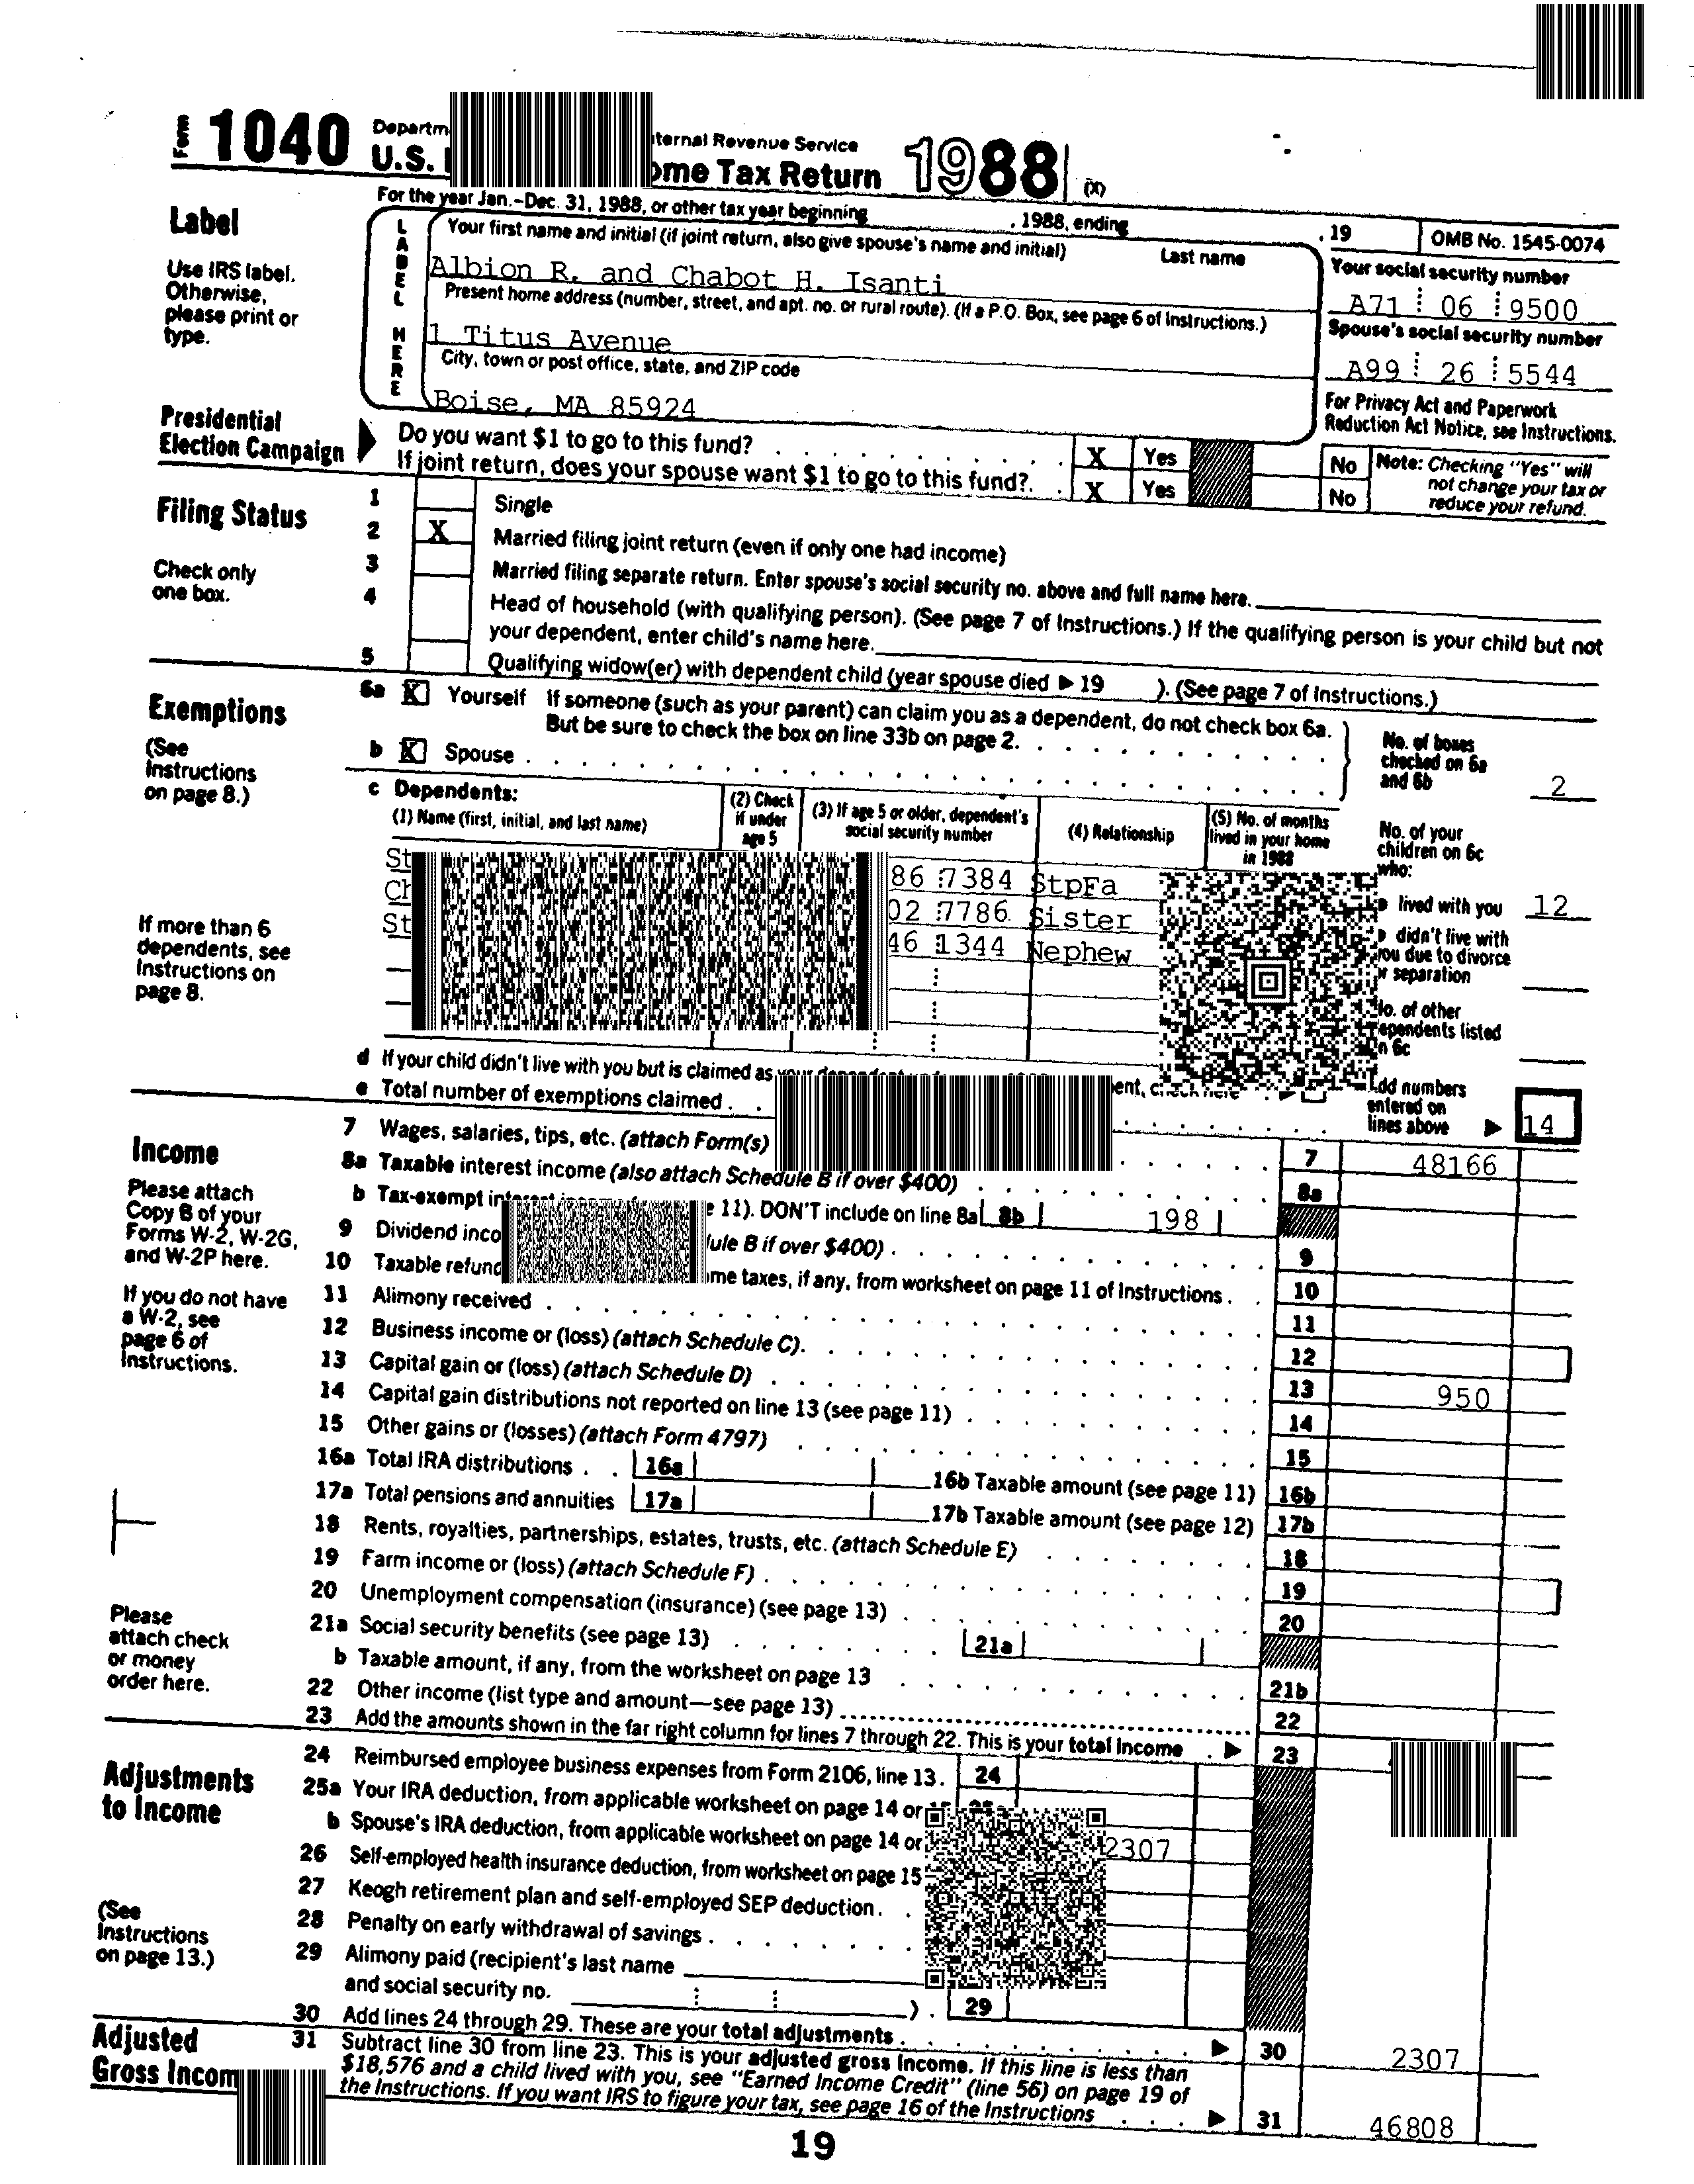 Form 1040 Departm ternal Revenue Service
U.S. ome Tax Return 1988 (X)
For the year Jan.–Dec. 31, 1988, or other tax year beginning , 1988, ending , 19 OMB No. 1545-0074
Label
Use IRS label.
Otherwise,
please print or
type.
LABEL HERE
Your first name and initial (if joint return, also give spouse's name and initial) Last name
Albion R. and Chabot H. Isanti
Your social security number
A71 06 9500
Present home address (number, street, and apt. no. or rural route). (If a P.O. Box, see page 6 of Instructions.)
1 Titus Avenue
Spouse's social security number
A99 26 5544
City, town or post office, state, and ZIP code
Boise, MA 85924
For Privacy Act and Paperwork
Reduction Act Notice, see Instructions.
Presidential
Election Campaign
Do you want $1 to go to this fund? X Yes No
If joint return, does your spouse want $1 to go to this fund? X Yes No
Note: Checking "Yes" will
not change your tax or
reduce your refund.
Filing Status
Check only
one box.
1 Single
2 X Married filing joint return (even if only one had income)
3 Married filing separate return. Enter spouse's social security no. above and full name here.
4 Head of household (with qualifying person). (See page 7 of Instructions.) If the qualifying person is your child but not
your dependent, enter child's name here.
5 Qualifying widow(er) with dependent child (year spouse died ▶ 19 ). (See page 7 of Instructions.)
Exemptions
(See
Instructions
on page 8.)
6a X Yourself If someone (such as your parent) can claim you as a dependent, do not check box 6a.
But be sure to check the box on line 33b on page 2.
b X Spouse
No. of boxes
checked on 6a
and 6b 2
c Dependents:
(1) Name (first, initial, and last name)
(2) Check
if under
age 5
(3) If age 5 or older, dependent's
social security number
(4) Relationship
(5) No. of months
lived in your home
in 1988
No. of your
children on 6c
who:
St 86 7384 StpFa
Ch 02 7786 Sister
St 46 1344 Nephew
lived with you 12
didn't live with
you due to divorce
or separation
No. of other
ependents listed
n 6c
If more than 6
dependents, see
Instructions on
page 8.
d If your child didn't live with you but is claimed as your dependent ent, check here
e Total number of exemptions claimed
dd numbers
entered on
lines above ▶ 14
Income
Please attach
Copy B of your
Forms W-2, W-2G,
and W-2P here.
If you do not have
a W-2, see
page 6 of
Instructions.
7 Wages, salaries, tips, etc. (attach Form(s) 7 48166
8a Taxable interest income (also attach Schedule B if over $400) 8a
b Tax-exempt e 11). DON'T include on line 8a 8b 198
9 Dividend inco ule B if over $400) 9
10 Taxable refund me taxes, if any, from worksheet on page 11 of Instructions 10
11 Alimony received 11
12 Business income or (loss) (attach Schedule C) 12
13 Capital gain or (loss) (attach Schedule D) 13 950
14 Capital gain distributions not reported on line 13 (see page 11) 14
15 Other gains or (losses) (attach Form 4797) 15
16a Total IRA distributions 16a 16b Taxable amount (see page 11) 16b
17a Total pensions and annuities 17a 17b Taxable amount (see page 12) 17b
18 Rents, royalties, partnerships, estates, trusts, etc. (attach Schedule E) 18
19 Farm income or (loss) (attach Schedule F) 19
20 Unemployment compensation (insurance) (see page 13) 20
21a Social security benefits (see page 13) 21a
b Taxable amount, if any, from the worksheet on page 13 21b
22 Other income (list type and amount—see page 13) 22
23 Add the amounts shown in the far right column for lines 7 through 22. This is your total income ▶ 23
Please
attach check
or money
order here.
Adjustments
to Income
(See
Instructions
on page 13.)
24 Reimbursed employee business expenses from Form 2106, line 13. 24
25a Your IRA deduction, from applicable worksheet on page 14 or
b Spouse's IRA deduction, from applicable worksheet on page 14 or 2307
26 Self-employed health insurance deduction, from worksheet on page 15
27 Keogh retirement plan and self-employed SEP deduction
28 Penalty on early withdrawal of savings
29 Alimony paid (recipient's last name
and social security no. ) 29
30 Add lines 24 through 29. These are your total adjustments ▶ 30 2307
Adjusted
Gross Incom
31 Subtract line 30 from line 23. This is your adjusted gross income. If this line is less than
$18,576 and a child lived with you, see "Earned Income Credit" (line 56) on page 19 of
the Instructions. If you want IRS to figure your tax, see page 16 of the Instructions ▶ 31 46808
19